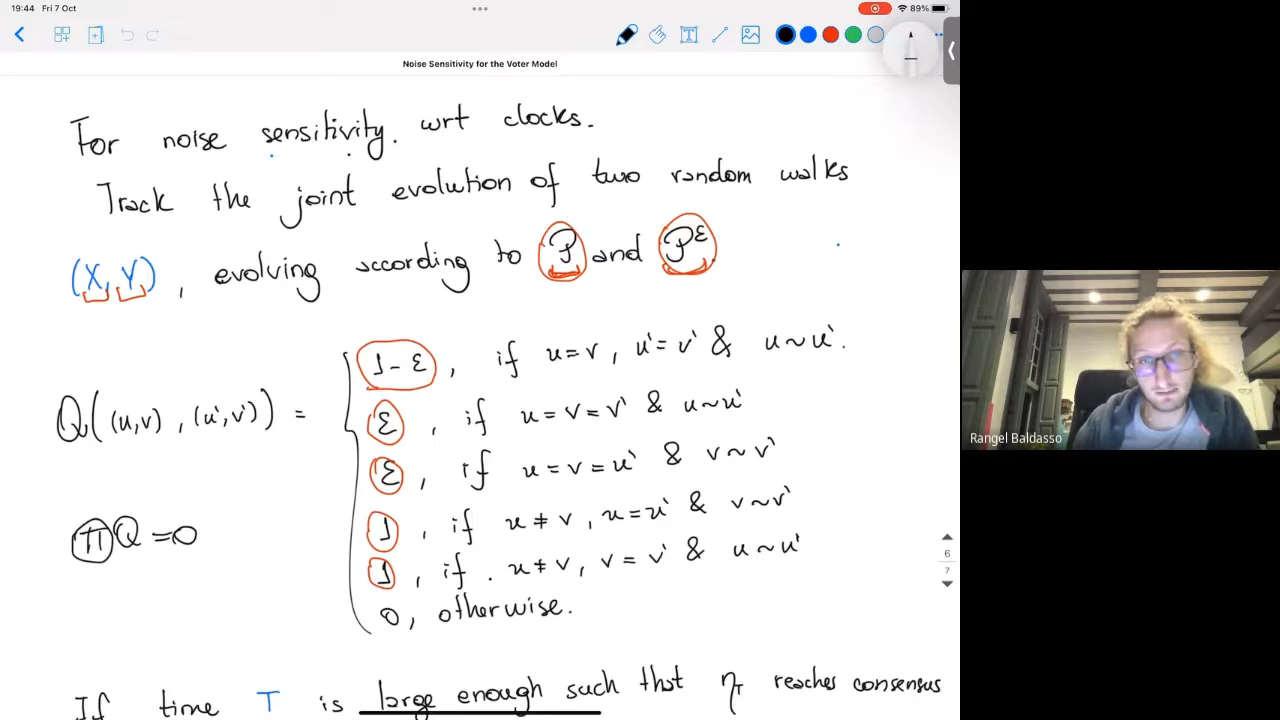 19:44 Fri 7 Oct
89%
Noise Sensitivity for the Voter Model
For noise sensitivity. wrt clocks.
Track the joint evolution of two random walks
(X, Y), evolving according to P and P^ε.
Q((u,v), (u',v')) =
1-ε, if u=v, u'=v' & u~u'.
ε, if u=v=v' & u~u'
ε, if u=v=u' & v~v'
1, if u≠v, u=u' & v~v'
1, if. u≠v, v=v' & u~u'
0, otherwise.
πQ=0
If time T is large enough such that η_T reaches consensus
6
7
Rangel Baldasso